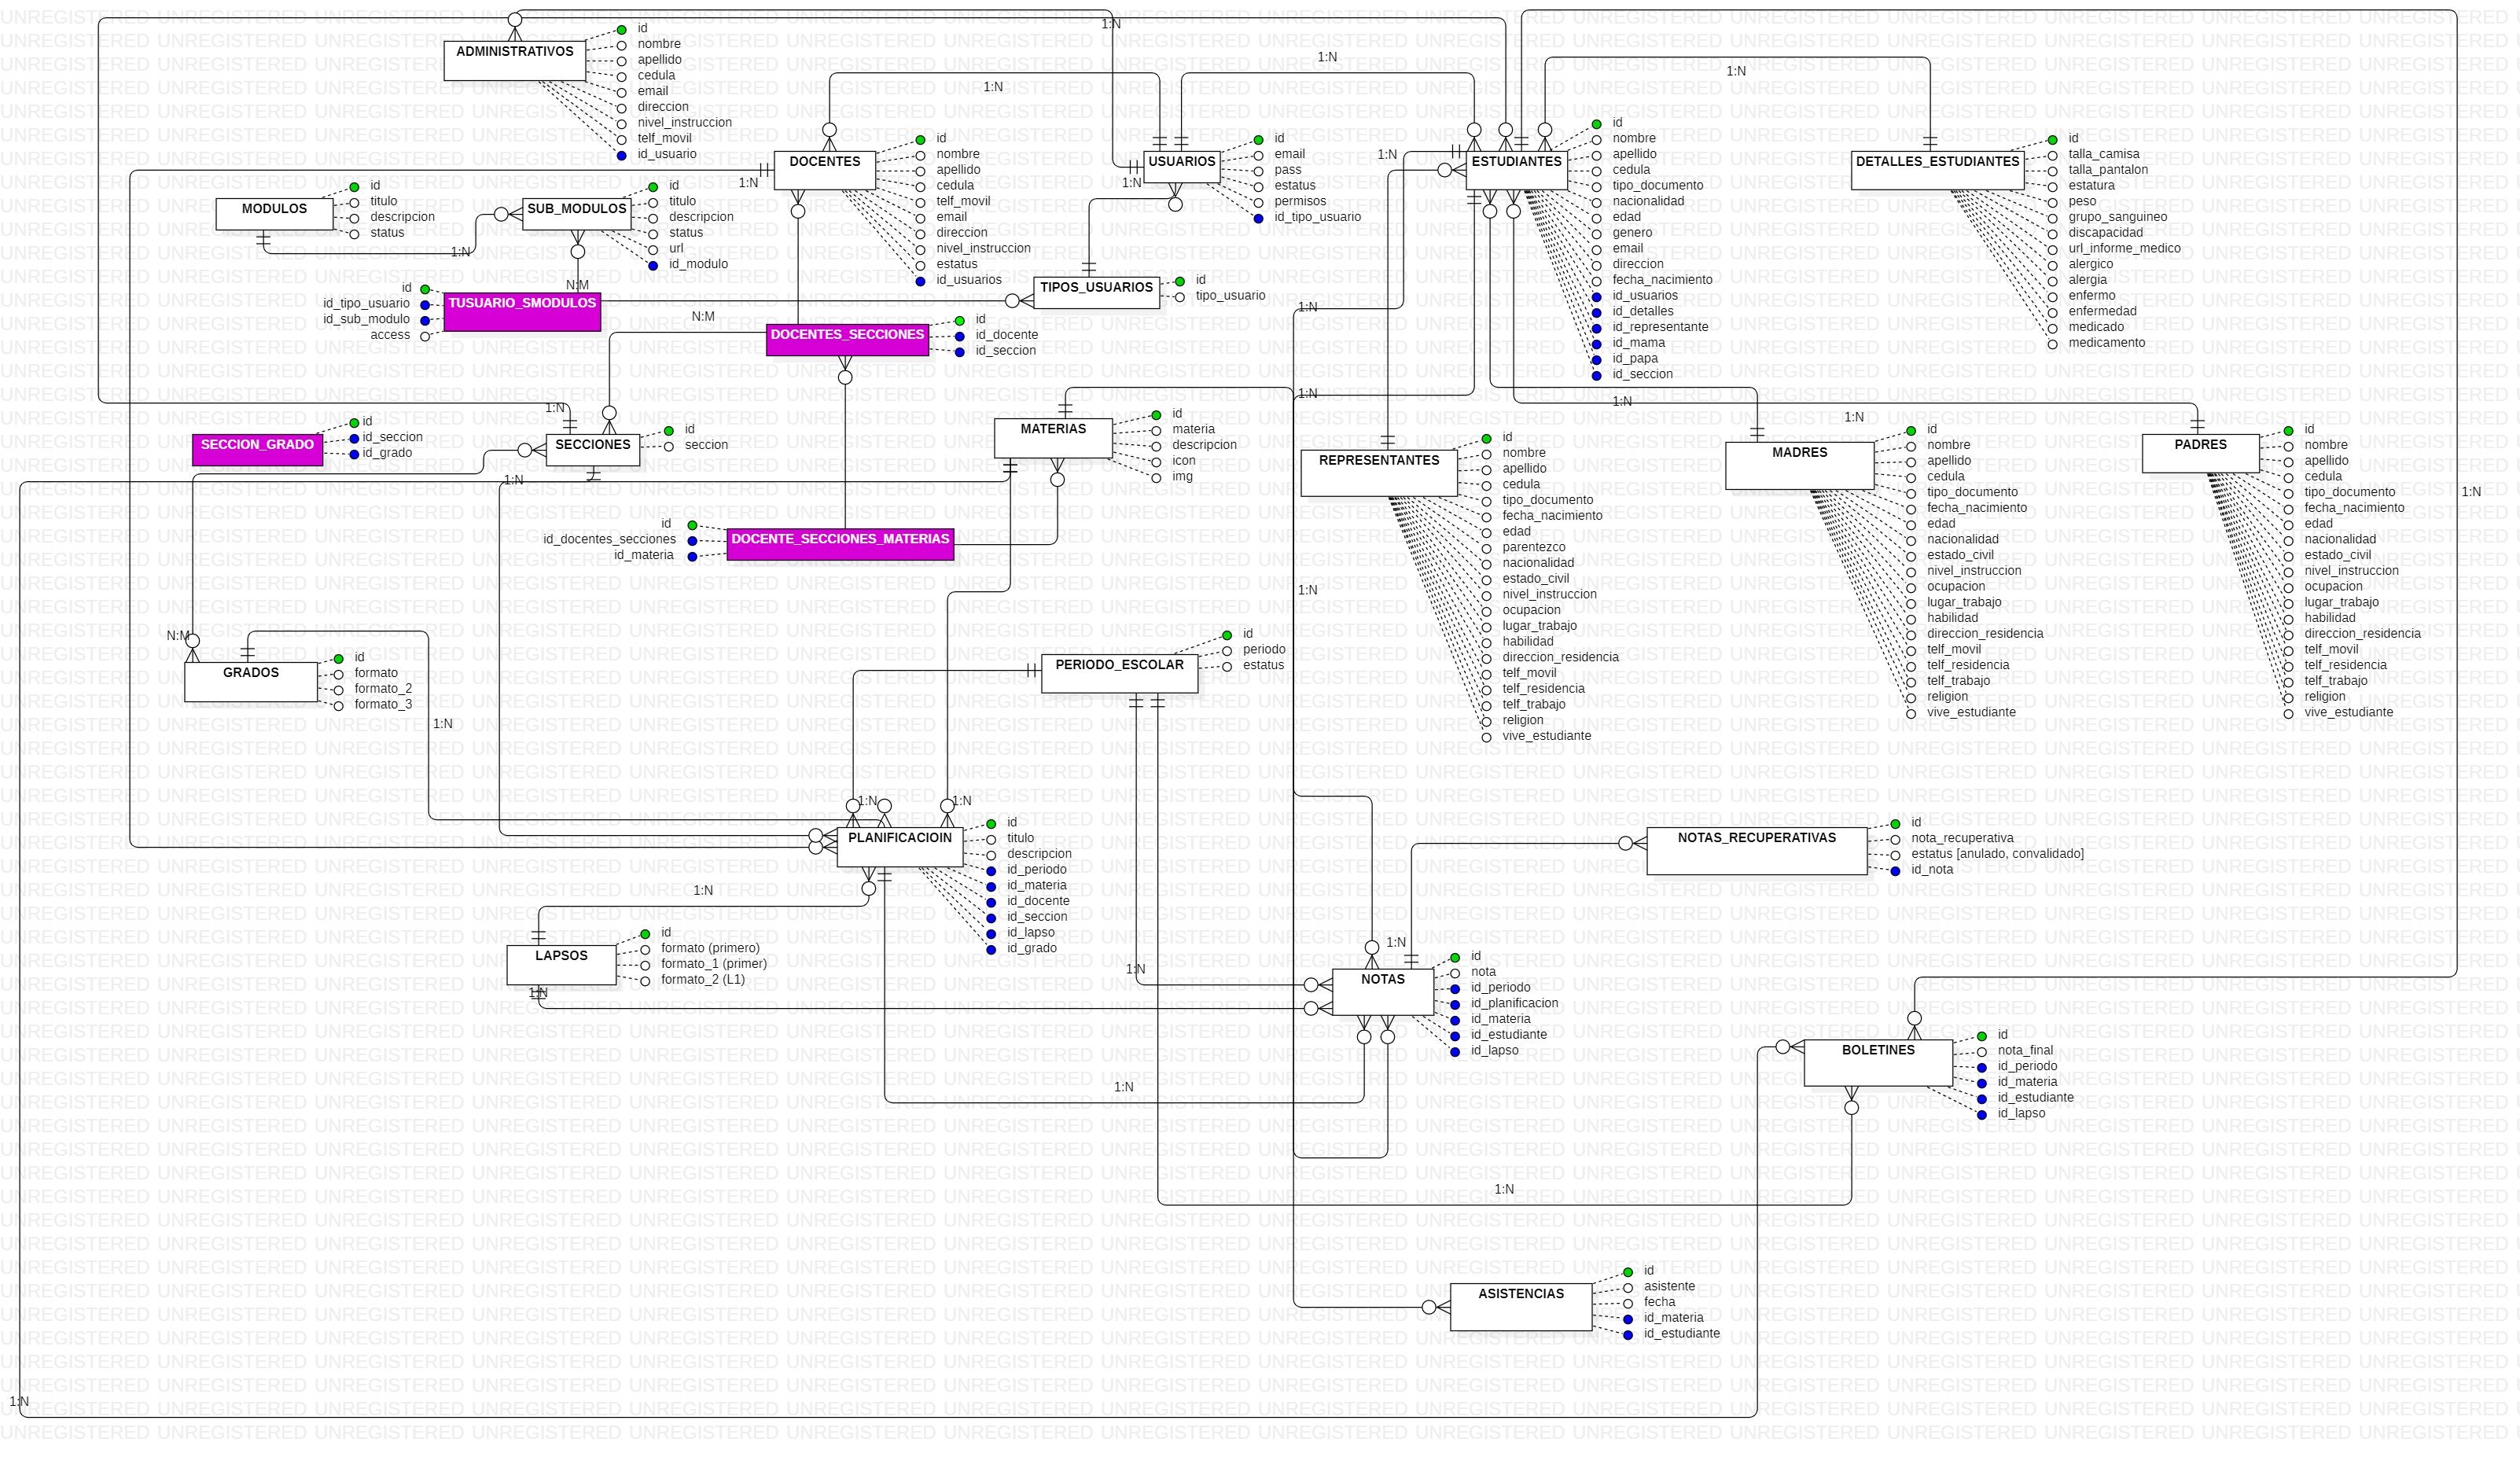 ADMINISTRATIVOS
id
nombre
apellido
cedula
email
direccion
nivel_instruccion
telf_movil
id_usuario
1:N
1:N
1:N
1:N
DOCENTES
id
nombre
apellido
cedula
telf_movil
email
direccion
nivel_instruccion
estatus
id_usuarios
1:N
USUARIOS
id
email
pass
estatus
permisos
id_tipo_usuario
1:N
ESTUDIANTES
id
nombre
apellido
cedula
tipo_documento
nacionalidad
edad
genero
email
direccion
fecha_nacimiento
id_usuarios
id_detalles
id_representante
id_mama
id_papa
id_seccion
1:N
DETALLES_ESTUDIANTES
id
talla_camisa
talla_pantalon
estatura
peso
grupo_sanguineo
discapacidad
url_informe_medico
alergico
alergia
enfermo
enfermedad
medicado
medicamento
MODULOS
id
titulo
descripcion
status
1:N
SUB_MODULOS
id
titulo
descripcion
status
url
id_modulo
N:M
TUSUARIO_SMODULOS
id
id_tipo_usuario
id_sub_modulo
access
TIPOS_USUARIOS
id
tipo_usuario
N:M
DOCENTES_SECCIONES
id
id_docente
id_seccion
1:N
1:N
1:N
1:N
1:N
SECCION_GRADO
id
id_seccion
id_grado
SECCIONES
id
seccion
1:N
MATERIAS
id
materia
descripcion
icon
img
REPRESENTANTES
id
nombre
apellido
cedula
tipo_documento
fecha_nacimiento
edad
parentezco
nacionalidad
estado_civil
nivel_instruccion
ocupacion
lugar_trabajo
habilidad
direccion_residencia
telf_movil
telf_residencia
telf_trabajo
religion
vive_estudiante
MADRES
id
nombre
apellido
cedula
tipo_documento
fecha_nacimiento
edad
nacionalidad
estado_civil
nivel_instruccion
ocupacion
lugar_trabajo
habilidad
direccion_residencia
telf_movil
telf_residencia
telf_trabajo
religion
vive_estudiante
PADRES
id
nombre
apellido
cedula
tipo_documento
fecha_nacimiento
edad
nacionalidad
estado_civil
nivel_instruccion
ocupacion
lugar_trabajo
habilidad
direccion_residencia
telf_movil
telf_residencia
telf_trabajo
religion
vive_estudiante
1:N
DOCENTE_SECCIONES_MATERIAS
id
id_docentes_secciones
id_materia
1:N
N:M
GRADOS
id
formato
formato_2
formato_3
1:N
PERIODO_ESCOLAR
id
periodo
estatus
1:N
1:N
PLANIFICACIOIN
id
titulo
descripcion
id_periodo
id_materia
id_docente
id_seccion
id_lapso
id_grado
1:N
LAPSOS
id
formato (primero)
formato_1 (primer)
formato_2 (L1)
1:N
NOTAS_RECUPERATIVAS
id
nota_recuperativa
estatus [anulado, convalidado]
id_nota
1:N
1:N
NOTAS
id
nota
id_periodo
id_planificacion
id_materia
id_estudiante
id_lapso
1:N
BOLETINES
id
nota_final
id_periodo
id_materia
id_estudiante
id_lapso
1:N
ASISTENCIAS
id
asistente
fecha
id_materia
id_estudiante
1:N
UNREGISTERED